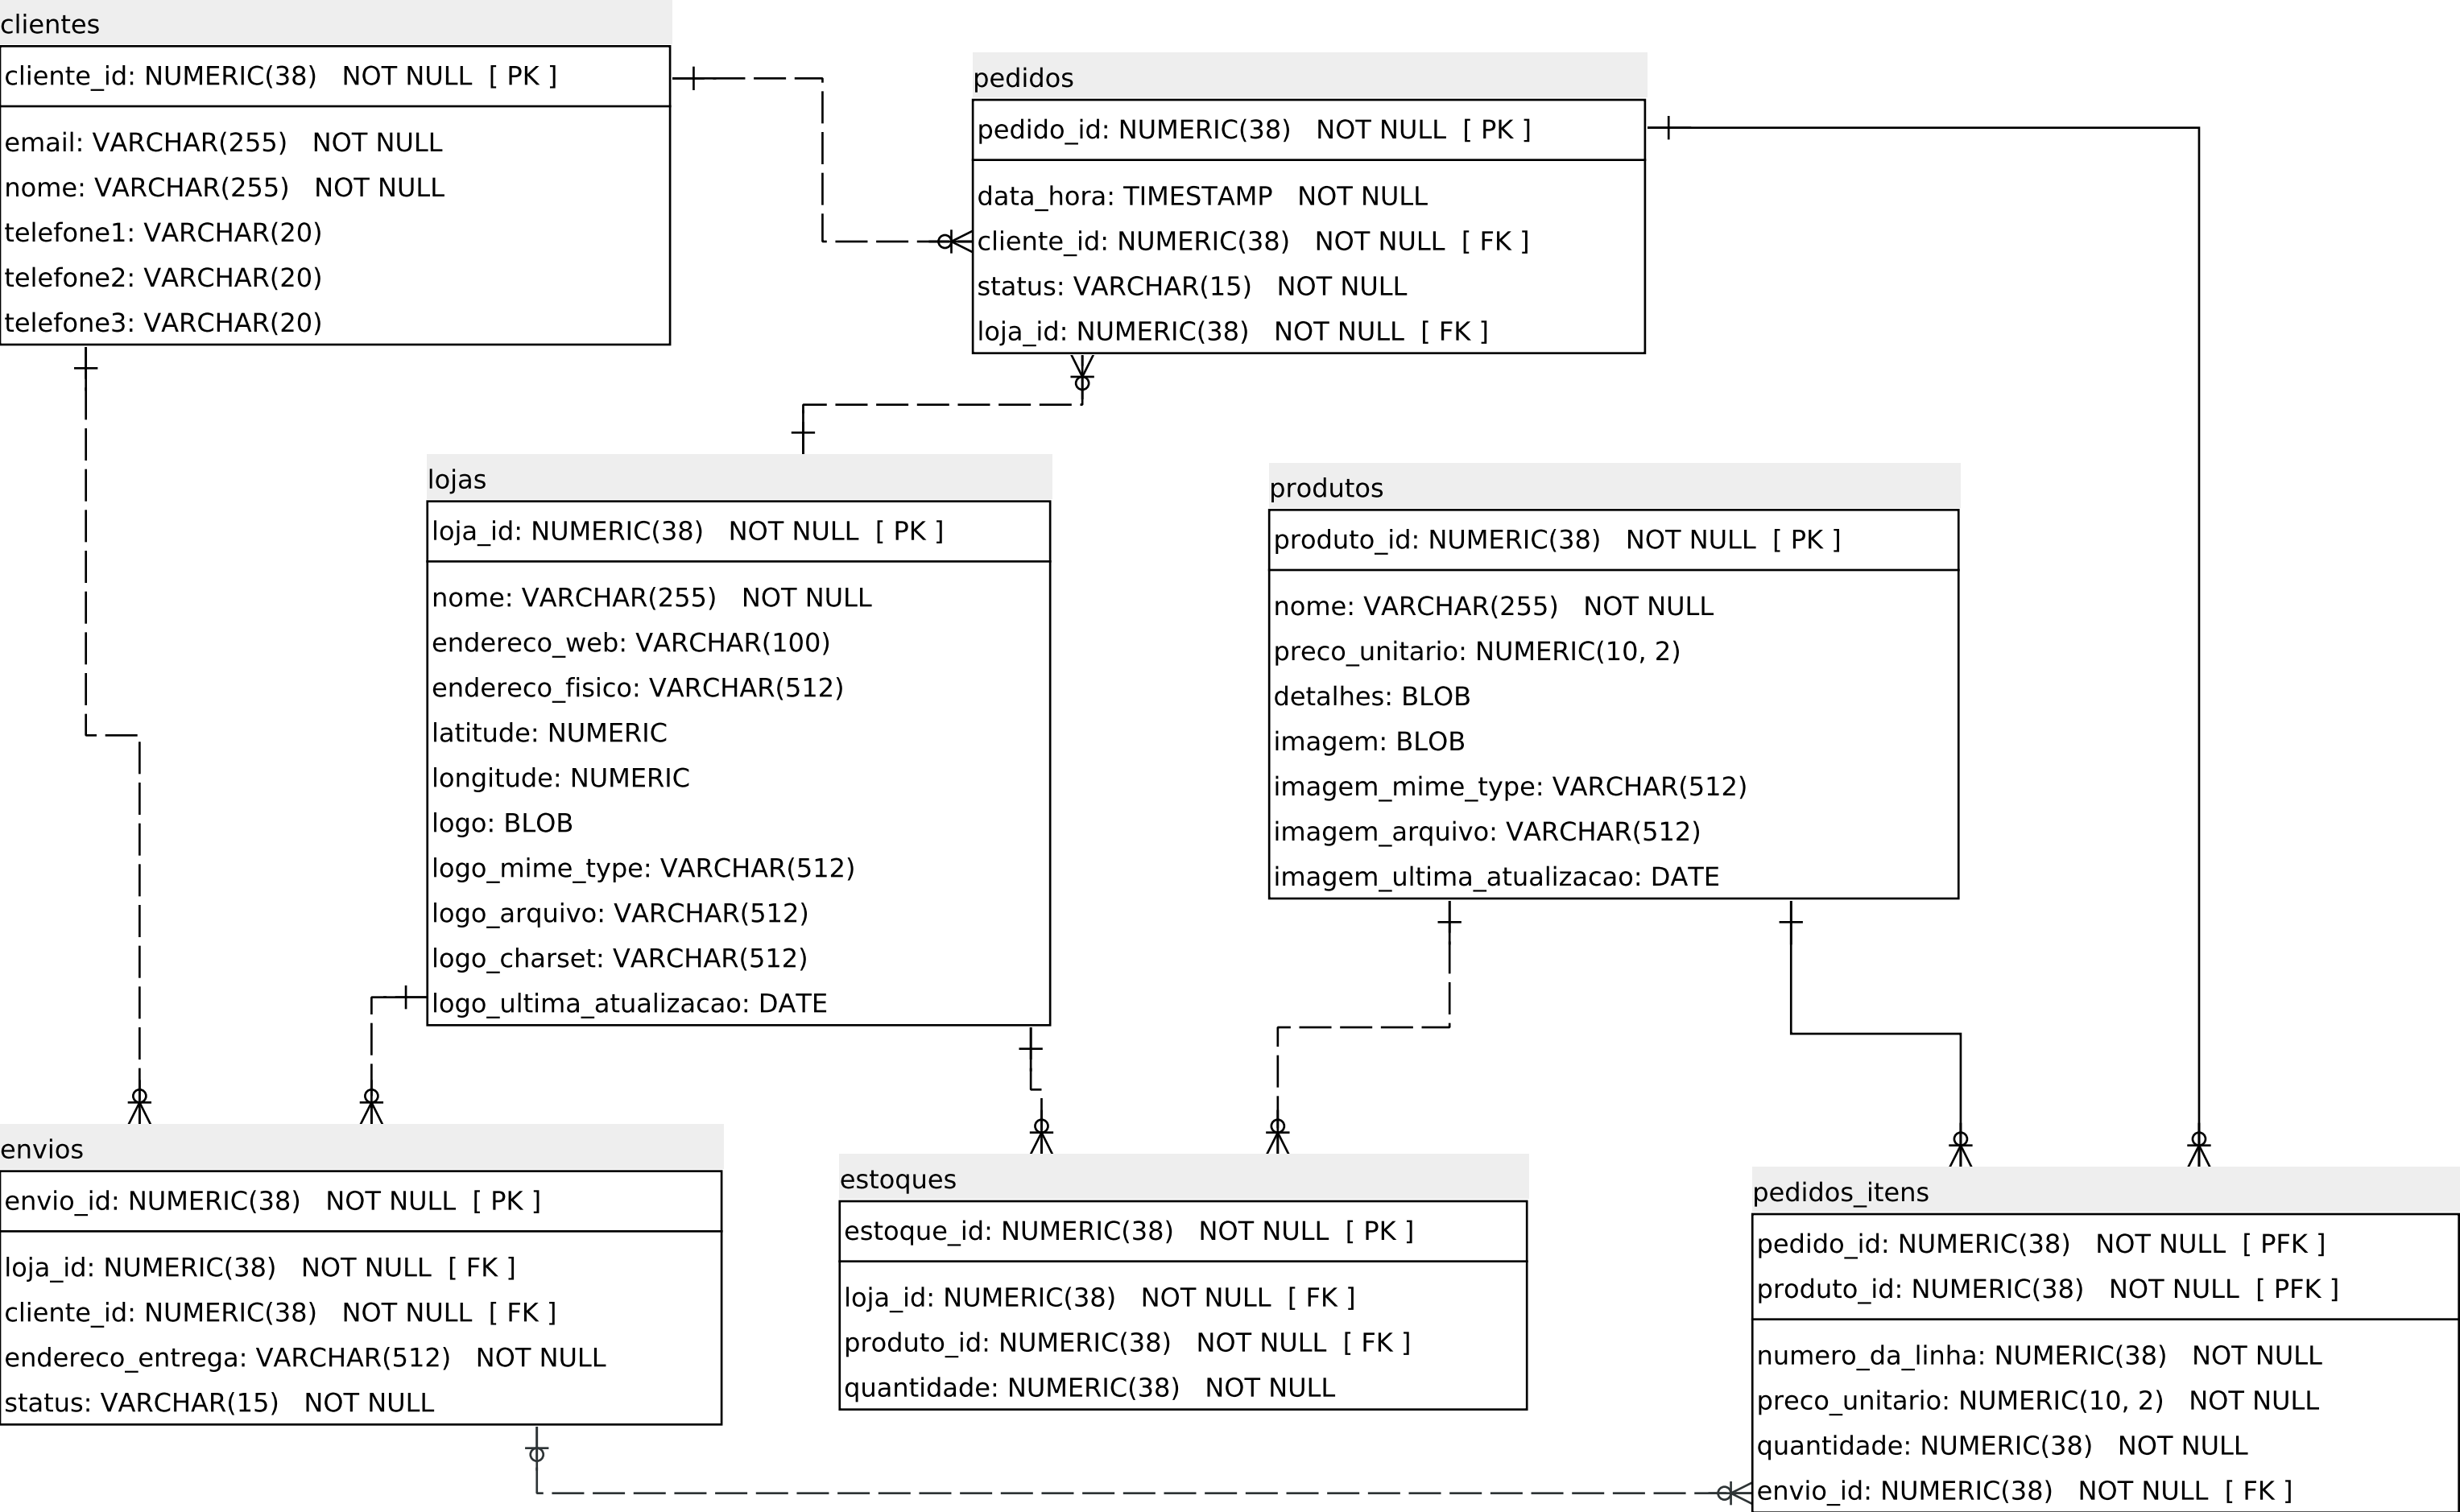 clientes
cliente_id: NUMERIC(38) NOT NULL [ PK ]
email: VARCHAR(255) NOT NULL
nome: VARCHAR(255) NOT NULL
telefone1: VARCHAR(20)
telefone2: VARCHAR(20)
telefone3: VARCHAR(20)
pedidos
pedido_id: NUMERIC(38) NOT NULL [ PK ]
data_hora: TIMESTAMP NOT NULL
cliente_id: NUMERIC(38) NOT NULL [ FK ]
status: VARCHAR(15) NOT NULL
loja_id: NUMERIC(38) NOT NULL [ FK ]
lojas
loja_id: NUMERIC(38) NOT NULL [ PK ]
nome: VARCHAR(255) NOT NULL
endereco_web: VARCHAR(100)
endereco_fisico: VARCHAR(512)
latitude: NUMERIC
longitude: NUMERIC
logo: BLOB
logo_mime_type: VARCHAR(512)
logo_arquivo: VARCHAR(512)
logo_charset: VARCHAR(512)
logo_ultima_atualizacao: DATE
produtos
produto_id: NUMERIC(38) NOT NULL [ PK ]
nome: VARCHAR(255) NOT NULL
preco_unitario: NUMERIC(10, 2)
detalhes: BLOB
imagem: BLOB
imagem_mime_type: VARCHAR(512)
imagem_arquivo: VARCHAR(512)
imagem_ultima_atualizacao: DATE
envios
envio_id: NUMERIC(38) NOT NULL [ PK ]
loja_id: NUMERIC(38) NOT NULL [ FK ]
cliente_id: NUMERIC(38) NOT NULL [ FK ]
endereco_entrega: VARCHAR(512) NOT NULL
status: VARCHAR(15) NOT NULL
estoques
estoque_id: NUMERIC(38) NOT NULL [ PK ]
loja_id: NUMERIC(38) NOT NULL [ FK ]
produto_id: NUMERIC(38) NOT NULL [ FK ]
quantidade: NUMERIC(38) NOT NULL
pedidos_itens
pedido_id: NUMERIC(38) NOT NULL [ PFK ]
produto_id: NUMERIC(38) NOT NULL [ PFK ]
numero_da_linha: NUMERIC(38) NOT NULL
preco_unitario: NUMERIC(10, 2) NOT NULL
quantidade: NUMERIC(38) NOT NULL
envio_id: NUMERIC(38) NOT NULL [ FK ]